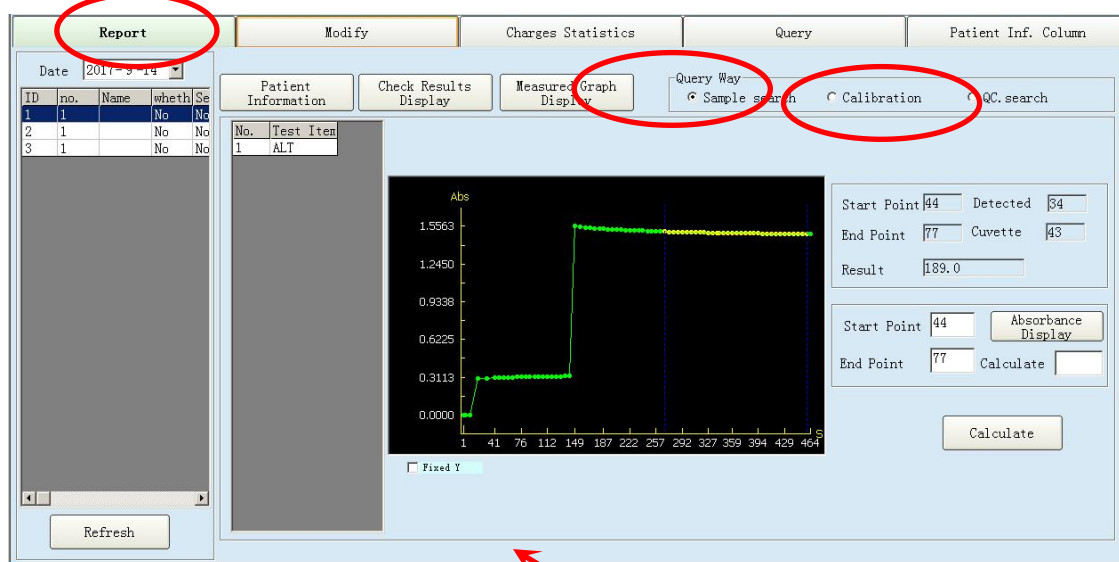 Report Modify Charges Statistics Query Patient Inf. Column
Date 2017-9-14
ID no. Name wheth Se
1 1 No No
2 1 No No
3 1 No No
Refresh
Patient
Information
Check Results
Display
Measured Graph
Display
Query Way
Sample search Calibration QC.search
No. Test Item
1 ALT
Abs
1.5563
1.2450
0.9338
0.6225
0.3113
0.0000
1 41 76 112 149 187 222 257 292 327 359 394 429 464
S
Fixed Y
Start Point 44 Detected 34
End Point 77 Cuvette 43
Result 189.0
Start Point 44 Absorbance
Display
End Point 77 Calculate
Calculate